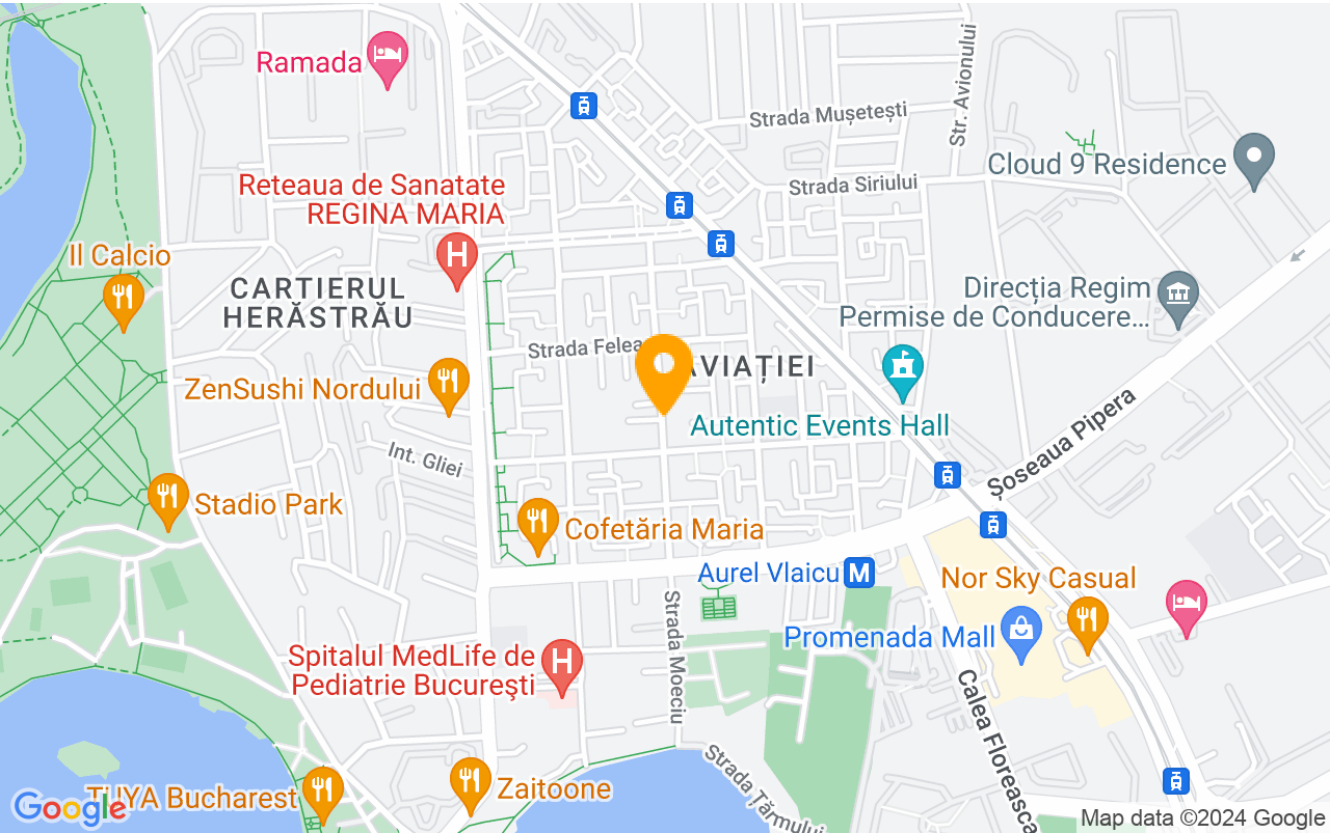 Ramada
Strada Mușetești
Str. Avionului
Cloud 9 Residence
Strada Siriului
Reteaua de Sanatate
REGINA MARIA
H
Il Calcio
CARTIERUL
HERĂSTRĂU
Direcția Regim
Permise de Conducere...
Strada Felea
AVIAȚIEI
ZenSushi Nordului
Autentic Events Hall
Șoseaua Pipera
Int. Gliei
Stadio Park
Cofetăria Maria
Aurel Vlaicu M
Nor Sky Casual
Strada Moeciu
Promenada Mall
Spitalul MedLife de
Pediatrie București
H
Calea Floreasca
Strada Țărmului
Zaitoone
TUYA Bucharest
Google
Map data ©2024 Google